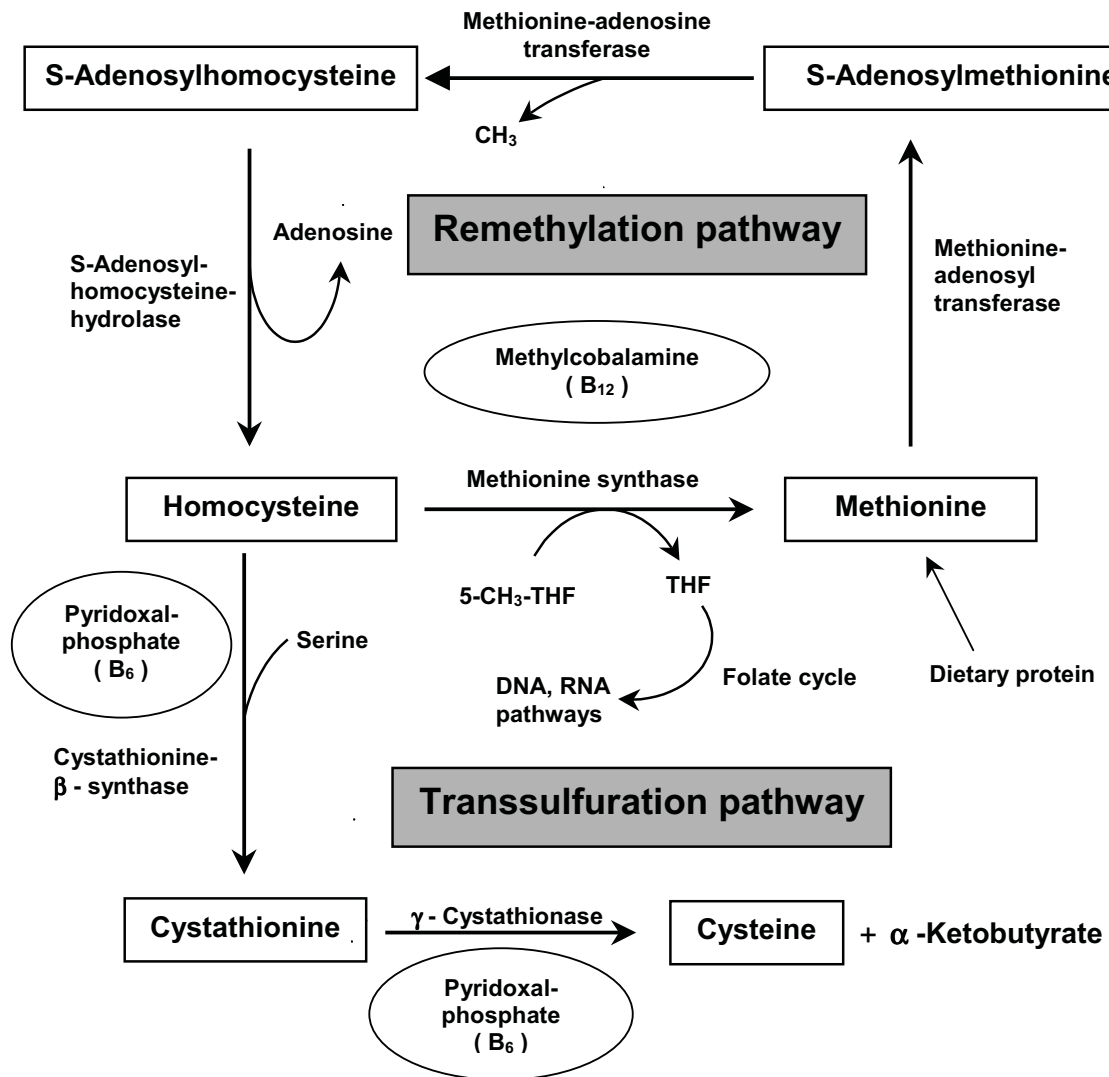 Methionine-adenosine
transferase
S-Adenosylhomocysteine
S-Adenosylmethionine
CH₃
Remethylation pathway
Adenosine
S-Adenosyl-
homocysteine-
hydrolase
Methionine-
adenosyl
transferase
Methylcobalamine
( B₁₂ )
Homocysteine
Methionine synthase
Methionine
5-CH₃-THF
THF
Pyridoxal-
phosphate
( B₆ )
Serine
DNA, RNA
pathways
Folate cycle
Dietary protein
Cystathionine-
β - synthase
Transsulfuration pathway
Cystathionine
γ - Cystathionase
Cysteine
+ α -Ketobutyrate
Pyridoxal-
phosphate
( B₆ )